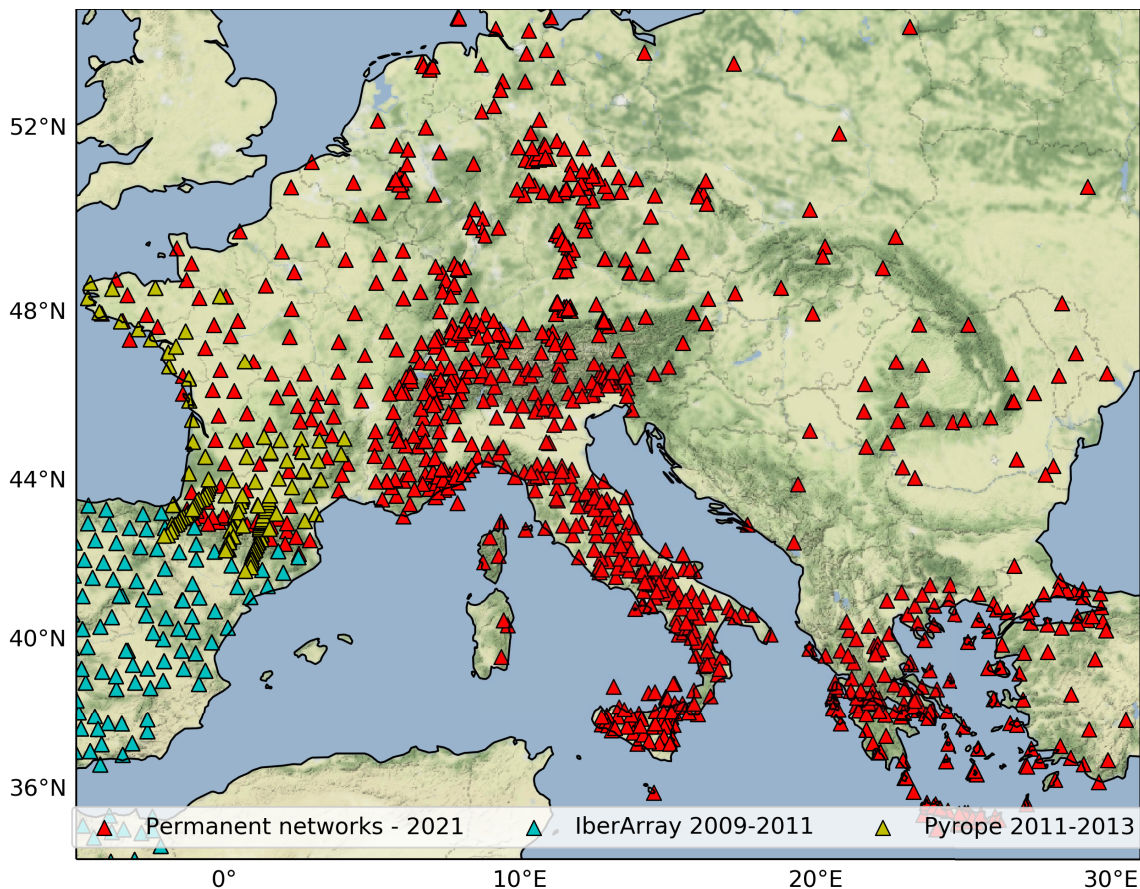 52°N
48°N
44°N
40°N
36°N
Permanent networks - 2021 IberArray 2009-2011 Pyrope 2011-2013
0° 10°E 20°E 30°E